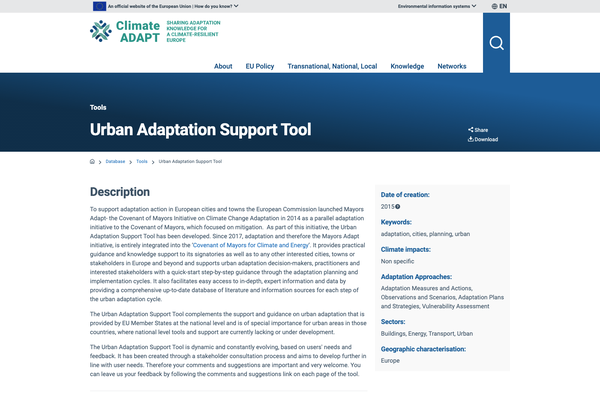 An official website of the European Union | How do you know?
Environmental information systems
EN
Climate
ADAPT
SHARING ADAPTATION
KNOWLEDGE FOR
A CLIMATE-RESILIENT
EUROPE
About
EU Policy
Transnational, National, Local
Knowledge
Networks
Tools
Urban Adaptation Support Tool
Share
Download
Database
Tools
Urban Adaptation Support Tool
Description
To support adaptation action in European cities and towns the European Commission launched Mayors
Adapt- the Covenant of Mayors Initiative on Climate Change Adaptation in 2014 as a parallel adaptation
initiative to the Covenant of Mayors, which focused on mitigation. As part of this initiative, the Urban
Adaptation Support Tool has been developed. Since 2017, adaptation and therefore the Mayors Adapt
initiative, is entirely integrated into the 'Covenant of Mayors for Climate and Energy'. It provides practical
guidance and knowledge support to its signatories as well as to any other interested cities, towns or
stakeholders in Europe and beyond and supports urban adaptation decision-makers, practitioners and
interested stakeholders with a quick-start step-by-step guidance through the adaptation planning and
implementation cycles. It also facilitates easy access to in-depth, expert information and data by
providing a comprehensive up-to-date database of literature and information sources for each step of
the urban adaptation cycle.
The Urban Adaptation Support Tool complements the support and guidance on urban adaptation that is
provided by EU Member States at the national level and is of special importance for urban areas in those
countries, where national level tools and support are currently lacking or under development.
The Urban Adaptation Support Tool is dynamic and constantly evolving, based on users' needs and
feedback. It has been created through a stakeholder consultation process and aims to develop further in
line with user needs. Therefore your comments and suggestions are important and very welcome. You
can leave us your feedback by following the comments and suggestions link on each page of the tool.
Date of creation:
2015
Keywords:
adaptation, cities, planning, urban
Climate impacts:
Non specific
Adaptation Approaches:
Adaptation Measures and Actions,
Observations and Scenarios, Adaptation Plans
and Strategies, Vulnerability Assessment
Sectors:
Buildings, Energy, Transport, Urban
Geographic characterisation:
Europe